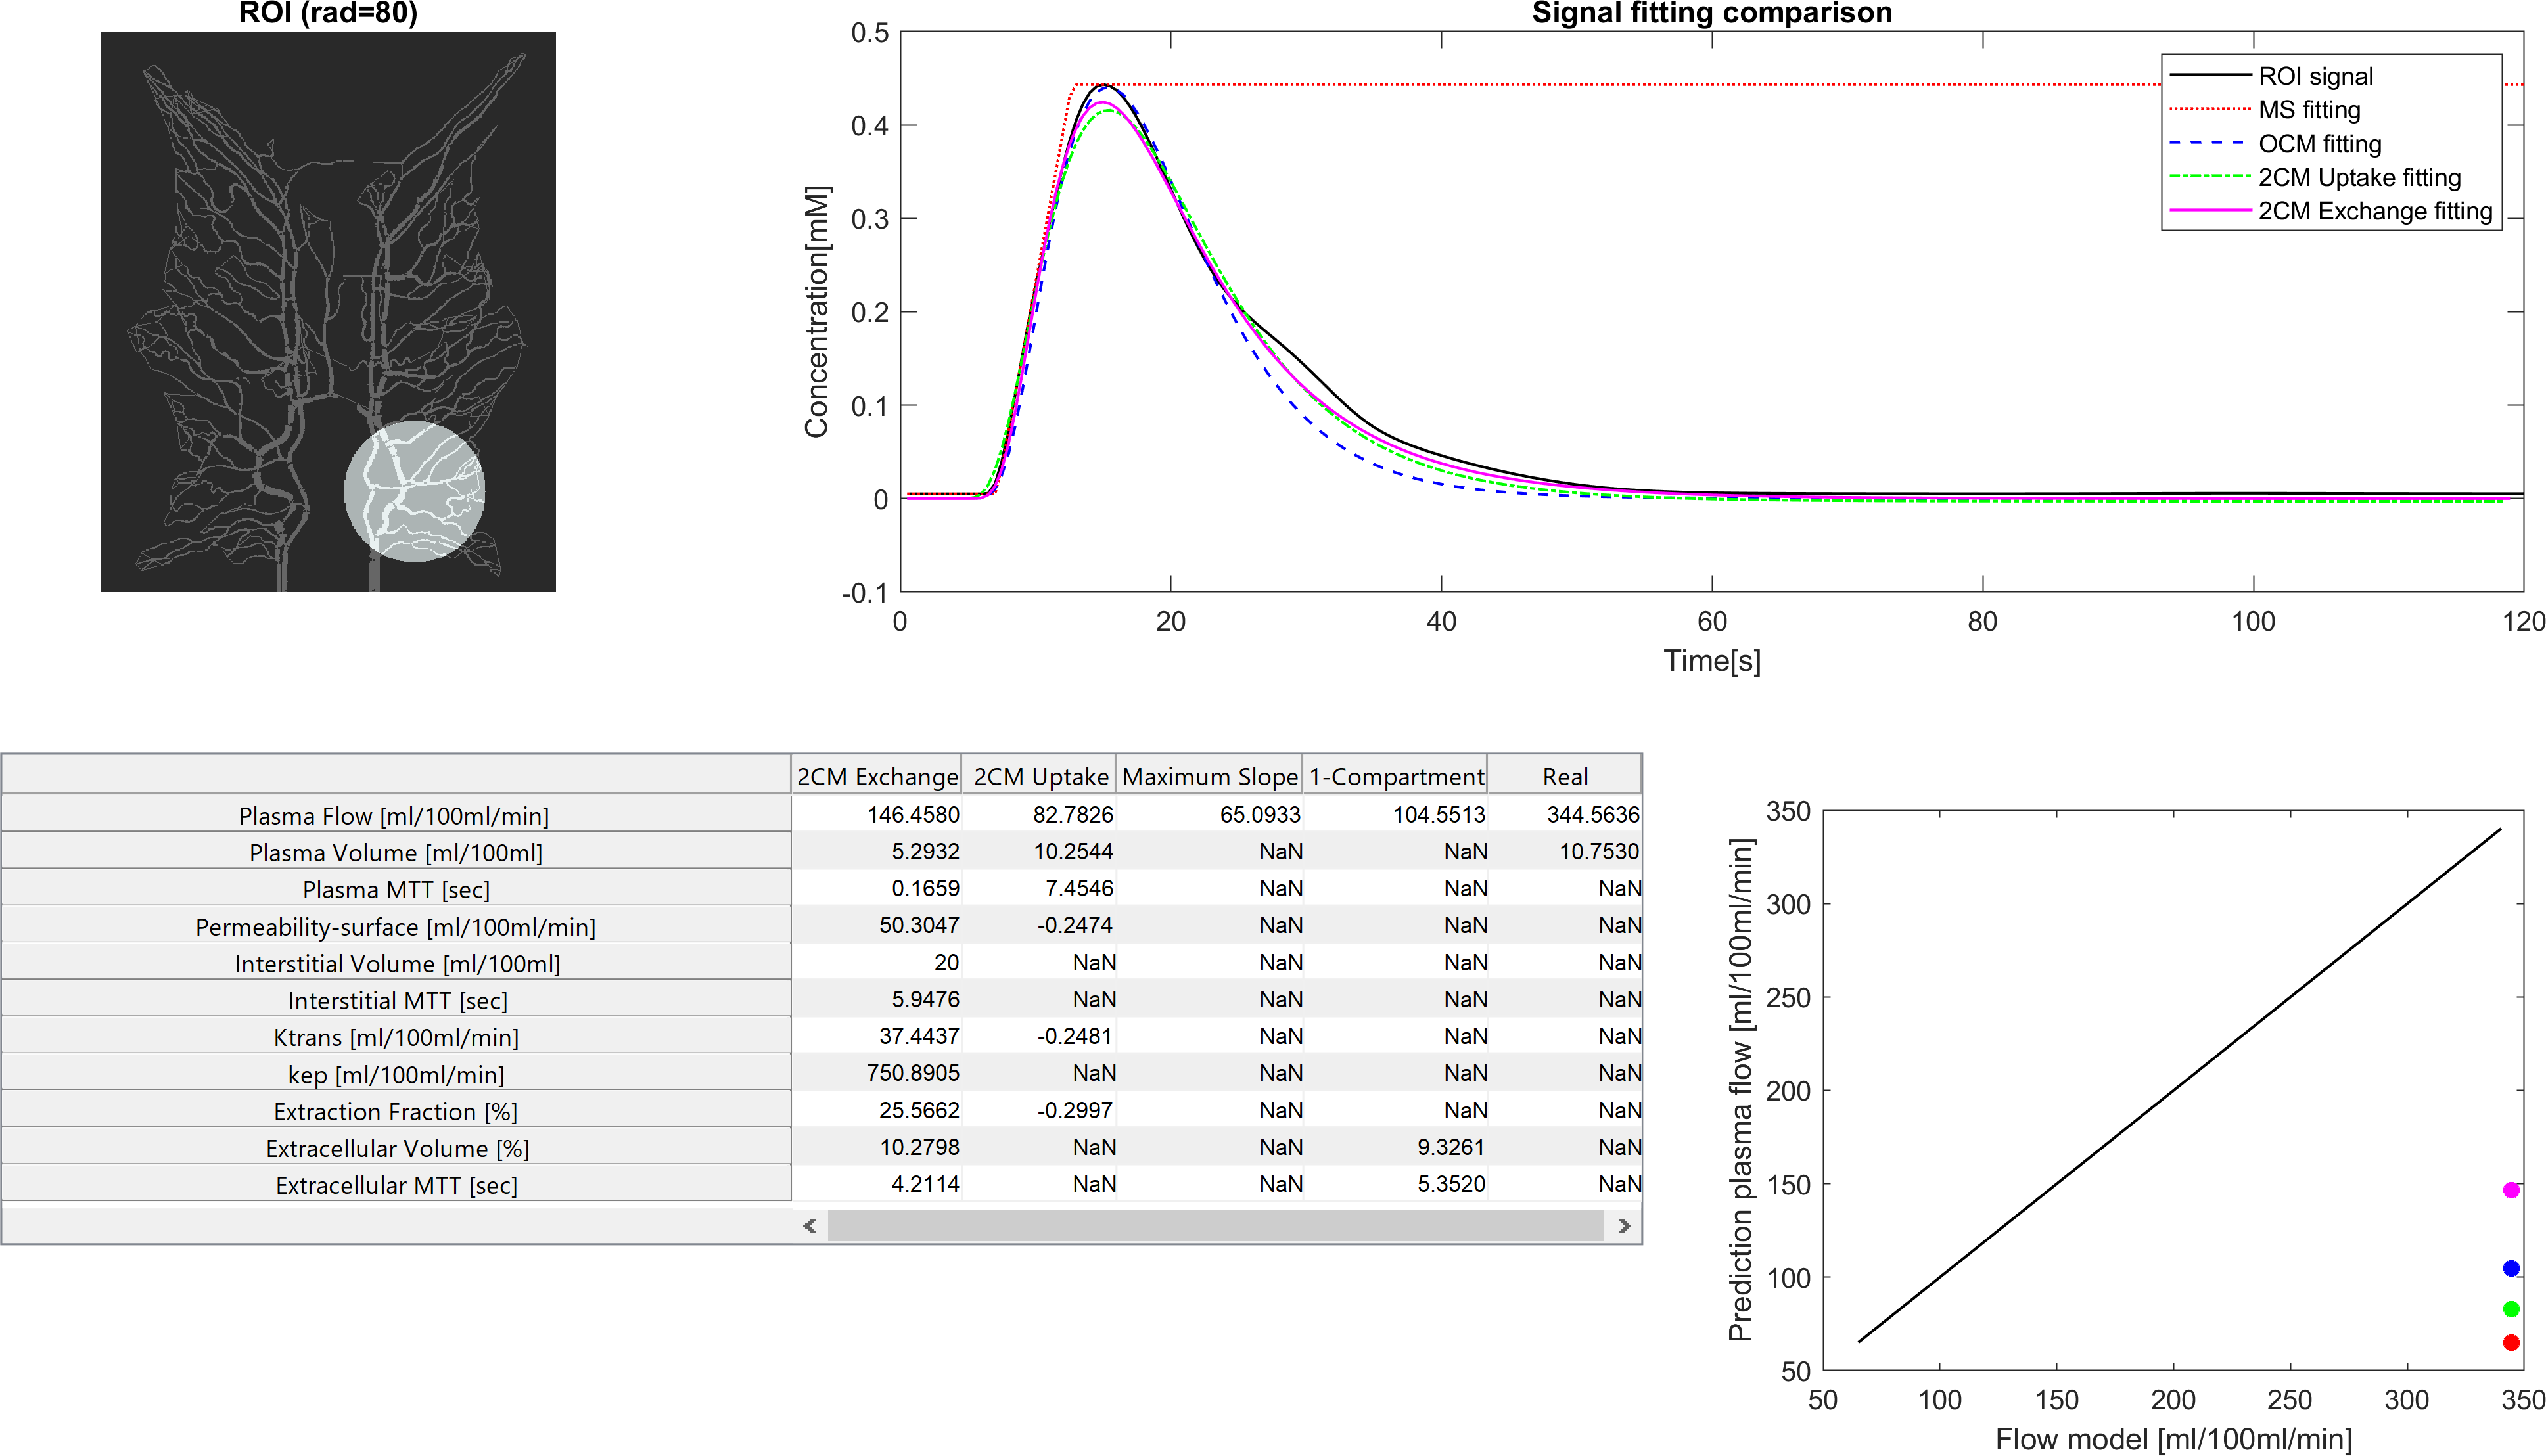 ROI (rad=80)
Signal fitting comparison
0.5
0.4
0.3
0.2
0.1
0
-0.1
Concentration[mM]
0 20 40 60 80 100 120
Time[s]
ROI signal
MS fitting
OCM fitting
2CM Uptake fitting
2CM Exchange fitting
2CM Exchange 2CM Uptake Maximum Slope 1-Compartment Real
Plasma Flow [ml/100ml/min] 146.4580 82.7826 65.0933 104.5513 344.5636
Plasma Volume [ml/100ml] 5.2932 10.2544 NaN NaN 10.7530
Plasma MTT [sec] 0.1659 7.4546 NaN NaN NaN
Permeability-surface [ml/100ml/min] 50.3047 -0.2474 NaN NaN NaN
Interstitial Volume [ml/100ml] 20 NaN NaN NaN NaN
Interstitial MTT [sec] 5.9476 NaN NaN NaN NaN
Ktrans [ml/100ml/min] 37.4437 -0.2481 NaN NaN NaN
kep [ml/100ml/min] 750.8905 NaN NaN NaN NaN
Extraction Fraction [%] 25.5662 -0.2997 NaN NaN NaN
Extracellular Volume [%] 10.2798 NaN NaN 9.3261 NaN
Extracellular MTT [sec] 4.2114 NaN NaN 5.3520 NaN
350
300
250
200
150
100
50
Prediction plasma flow [ml/100ml/min]
50 100 150 200 250 300 350
Flow model [ml/100ml/min]